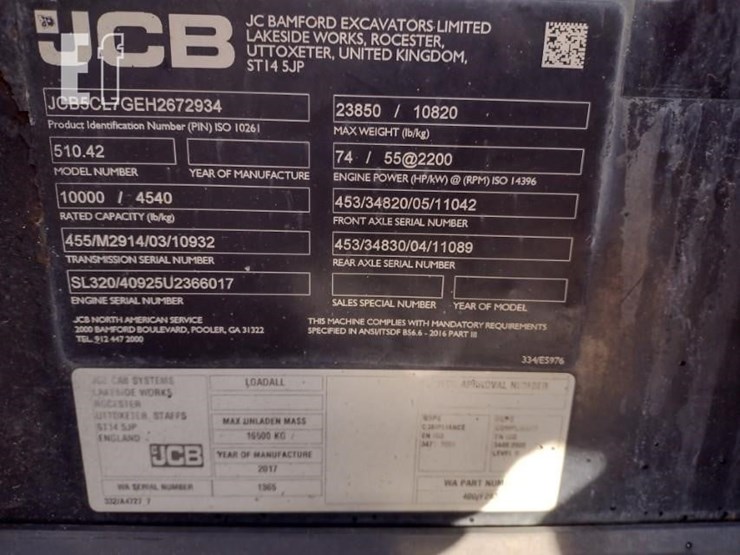 JCB
JC BAMFORD EXCAVATORS LIMITED
LAKESIDE WORKS, ROCESTER,
UTTOXETER, UNITED KINGDOM,
ST14 5JP
JCB5CL7GEH2672934
Product Identification Number (PIN) ISO 10261
510.42
MODEL NUMBER
YEAR OF MANUFACTURE
10000 / 4540
RATED CAPACITY (lb/kg)
455/M2914/03/10932
TRANSMISSION SERIAL NUMBER
SL320/40925U2366017
ENGINE SERIAL NUMBER
23850 / 10820
MAX WEIGHT (lb/kg)
74 / 55@2200
ENGINE POWER (HP/KW) @ (RPM) ISO 14396
453/34820/05/11042
FRONT AXLE SERIAL NUMBER
453/34830/04/11089
REAR AXLE SERIAL NUMBER
SALES SPECIAL NUMBER
YEAR OF MODEL
JCB NORTH AMERICAN SERVICE
2000 BAMFORD BOULEVARD, POOLER, GA 31322
TEL. 912 447 2000
THIS MACHINE COMPLIES WITH MANDATORY REQUIREMENTS
SPECIFIED IN ANSI/ITSDF B56.6 - 2016 PART III
334/E5976
JCB CAB SYSTEMS
LAKESIDE WORKS
ROCESTER
UTTOXETER, STAFFS
ST14 5JP
ENGLAND
JCB
WA SERIAL NUMBER
332/A4727 7
LOADALL
MAX UNLADEN MASS
16500 KG
YEAR OF MANUFACTURE
2017
1365
APPROVAL NUMBER
WA PART